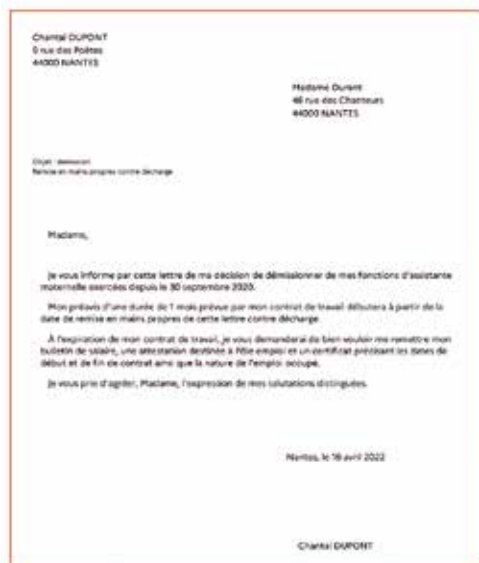 Chantal DUPONT
9 rue des Poètes
44000 NANTES
Madame Durant
46 rue des Chanteurs
44000 NANTES
Objet : démission
Remise en mains propres contre décharge
Madame,
Je vous informe par cette lettre de ma décision de démissionner de mes fonctions d'assistante
maternelle exercées depuis le 30 septembre 2020.
Mon préavis d'une durée de 1 mois prévue par mon contrat de travail débutera à partir de la
date de remise en mains propres de cette lettre contre décharge.
À l'expiration de mon contrat de travail, je vous demanderai de bien vouloir me remettre mon
bulletin de salaire, une attestation destinée à Pôle emploi et un certificat précisant les dates de
début et de fin de contrat ainsi que la nature de l'emploi occupé.
Je vous prie d'agréer, Madame, l'expression de mes salutations distinguées.
Nantes, le 18 avril 2022
Chantal DUPONT